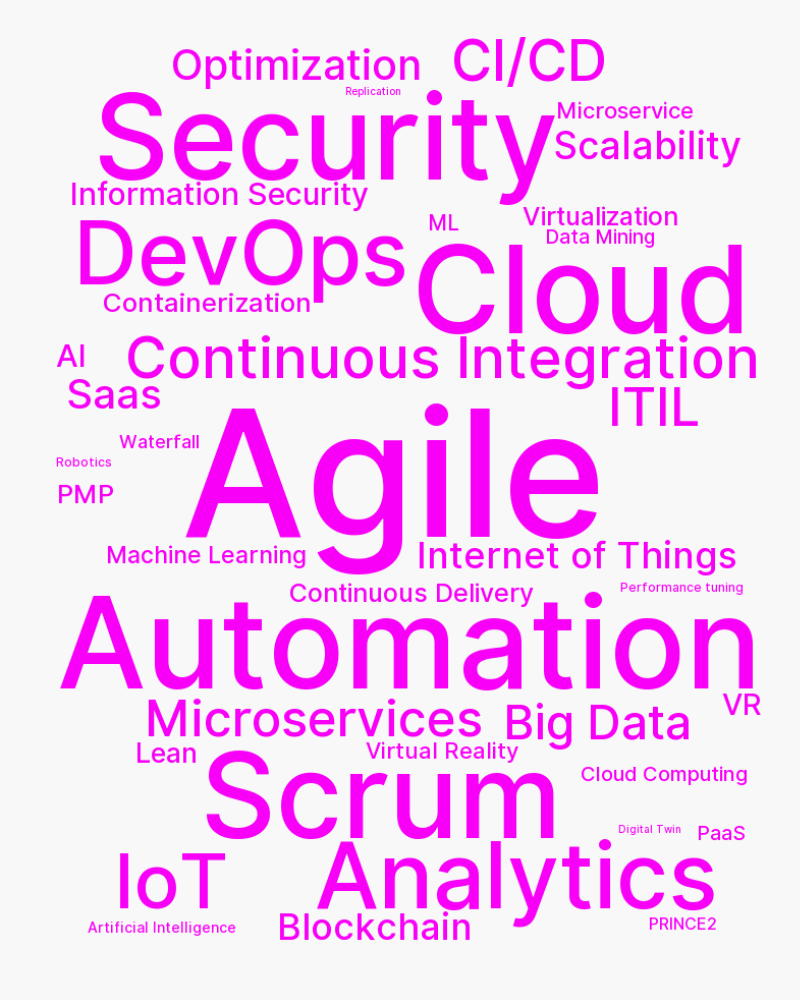 Optimization
CI/CD
Replication
Security
Microservice
Scalability
Information Security
DevOps
ML
Virtualization
Data Mining
Cloud
Containerization
AI
Continuous Integration
Saas
ITIL
Agile
Waterfall
Robotics
PMP
Machine Learning
Internet of Things
Continuous Delivery
Performance tuning
Automation
VR
Microservices
Big Data
Lean
Virtual Reality
Scrum
Cloud Computing
Digital Twin
PaaS
IoT
Analytics
Artificial Intelligence
Blockchain
PRINCE2